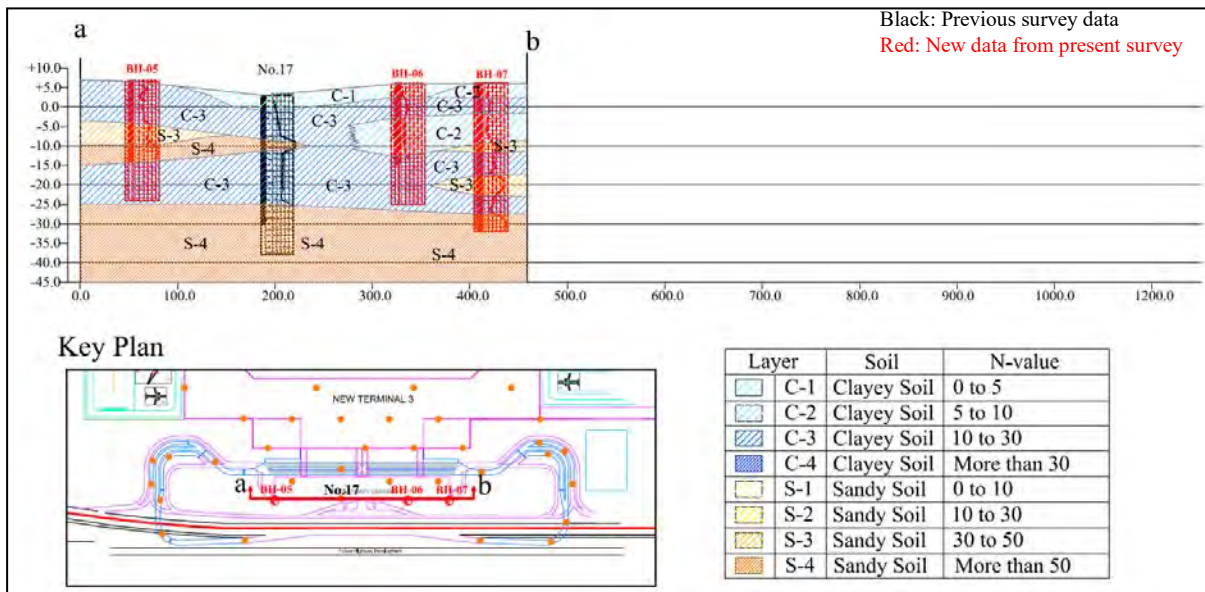 Black: Previous survey data
Red: New data from present survey
a
b
BH-05
No.17
BH-06
BH-07
+10.0
+5.0
0.0
-5.0
-10.0
-15.0
-20.0
-25.0
-30.0
-35.0
-40.0
-45.0
C-1
C-3
C-3
C-3
S-3
C-2
S-4
S-3
C-3
C-3
C-3
S-3
S-4
S-4
S-4
0.0
100.0
200.0
300.0
400.0
500.0
600.0
700.0
800.0
900.0
1000.0
1100.0
1200.0
Key Plan
NEW TERMINAL 3
a
BH-05
No.17
BH-06
BH-07
b
Layer Soil N-value
C-1 Clayey Soil 0 to 5
C-2 Clayey Soil 5 to 10
C-3 Clayey Soil 10 to 30
C-4 Clayey Soil More than 30
S-1 Sandy Soil 0 to 10
S-2 Sandy Soil 10 to 30
S-3 Sandy Soil 30 to 50
S-4 Sandy Soil More than 50